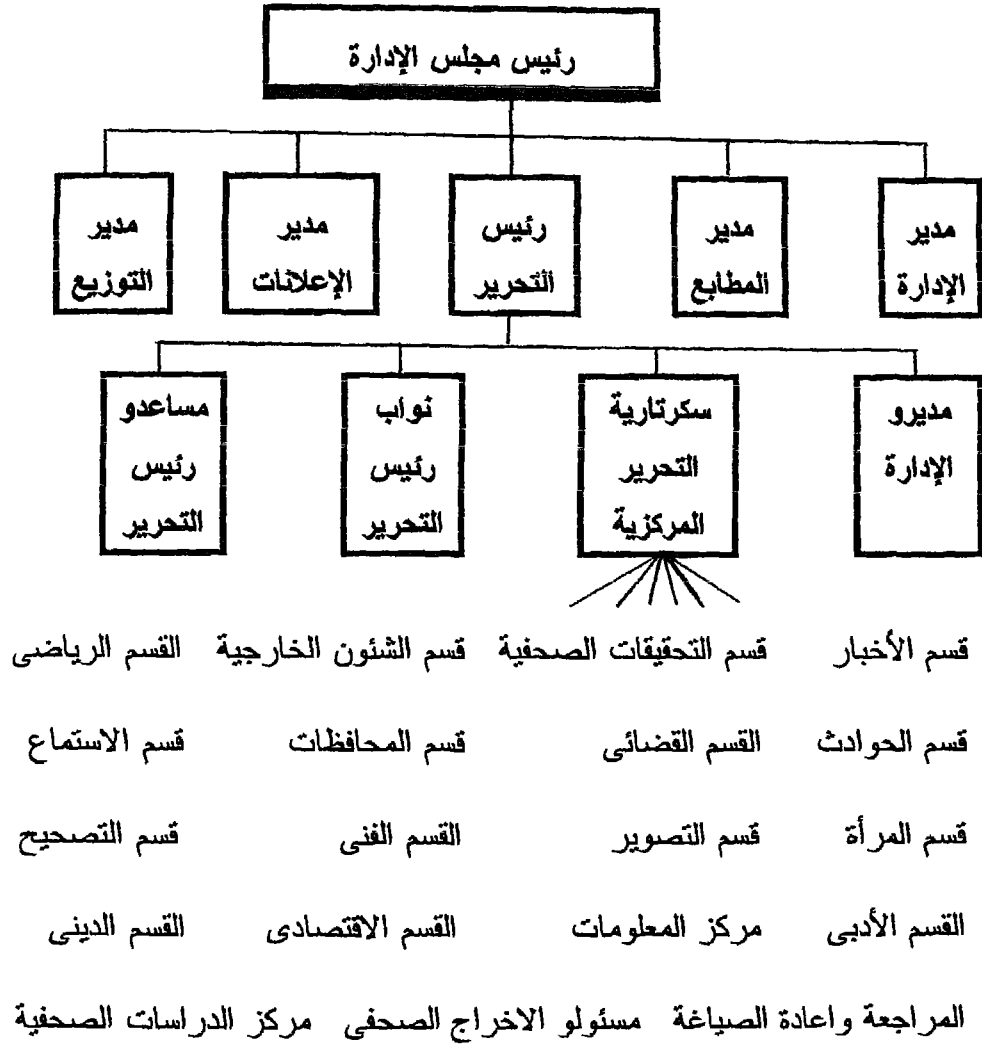 رئيس مجلس الإدارة
مدير الإدارة
مدير المطابع
رئيس التحرير
مدير الإعلانات
مدير التوزيع
مديرو الإدارة
سكرتارية التحرير المركزية
نواب رئيس التحرير
مساعدو رئيس التحرير
قسم الأخبار قسم التحقيقات الصحفية قسم الشئون الخارجية القسم الرياضى
قسم الحوادث القسم القضائى قسم المحافظات قسم الاستماع
قسم المرأة قسم التصوير القسم الفنى قسم التصحيح
القسم الأدبى مركز المعلومات القسم الاقتصادى القسم الدينى
المراجعة واعادة الصياغة مسئولو الاخراج الصحفى مركز الدراسات الصحفية